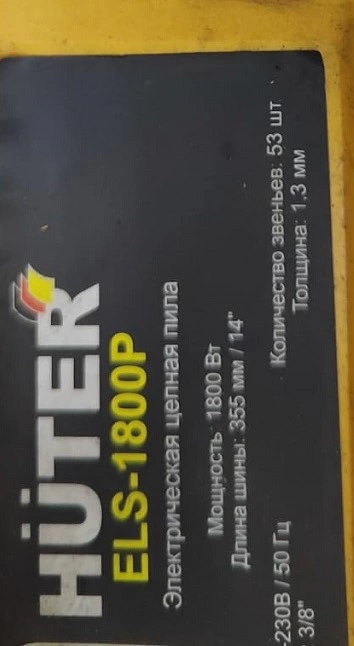 HÜTER
ELS-1800P
Электрическая цепная пила
Мощность: 1800 Вт
Длина шины: 355 мм / 14"
Количество звеньев: 53 шт
Толщина: 1.3 мм
-230В / 50 Гц
3/8"